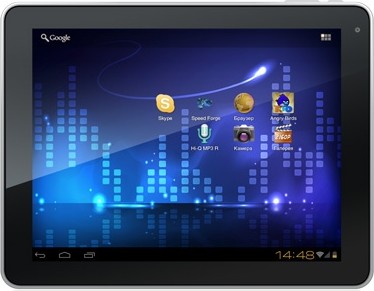 Google
Skype
Speed Forge
Браузер
Angry Birds
Hi-Q MP3 R
Камера
Галерея
14:48